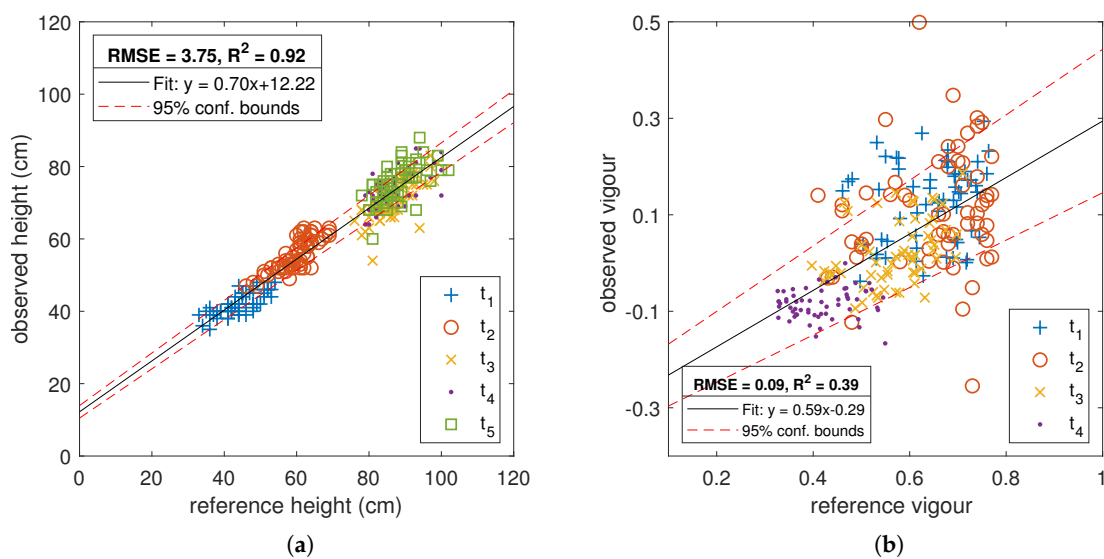 120
100
80
60
40
20
0
observed height (cm)
RMSE = 3.75, R² = 0.92
Fit: y = 0.70x+12.22
95% conf. bounds
t₁
t₂
t₃
t₄
t₅
0 20 40 60 80 100 120
reference height (cm)
(a)
0.5
0.3
0.1
-0.1
-0.3
observed vigour
RMSE = 0.09, R² = 0.39
Fit: y = 0.59x-0.29
95% conf. bounds
t₁
t₂
t₃
t₄
0.2 0.4 0.6 0.8 1
reference vigour
(b)